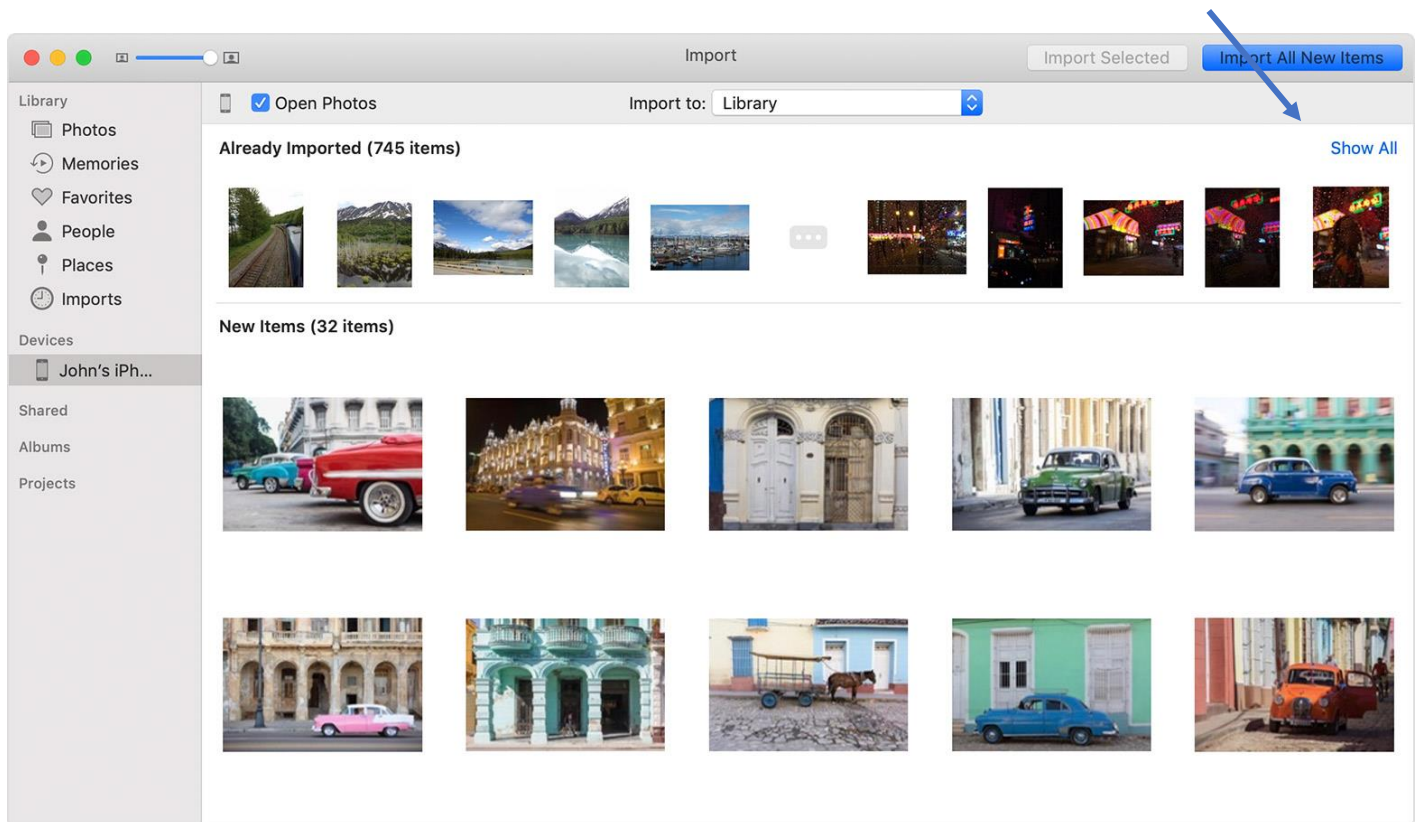 Import
Import Selected
Import All New Items
Library
Photos
Memories
Favorites
People
Places
Imports
Devices
John's iPh...
Shared
Albums
Projects
Open Photos
Import to: Library
Already Imported (745 items)
Show All
New Items (32 items)